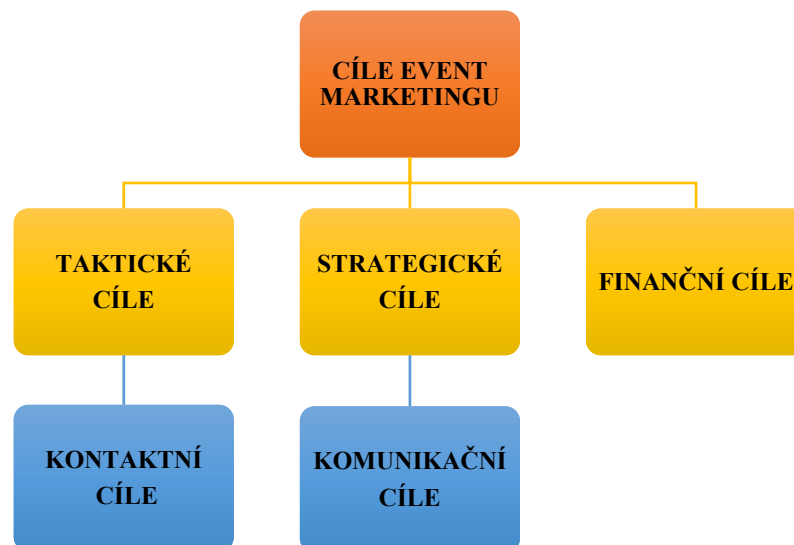 CÍLE EVENT
MARKETINGU
TAKTICKÉ
CÍLE
STRATEGICKÉ
CÍLE
FINANČNÍ CÍLE
KONTAKTNÍ
CÍLE
KOMUNIKAČNÍ
CÍLE